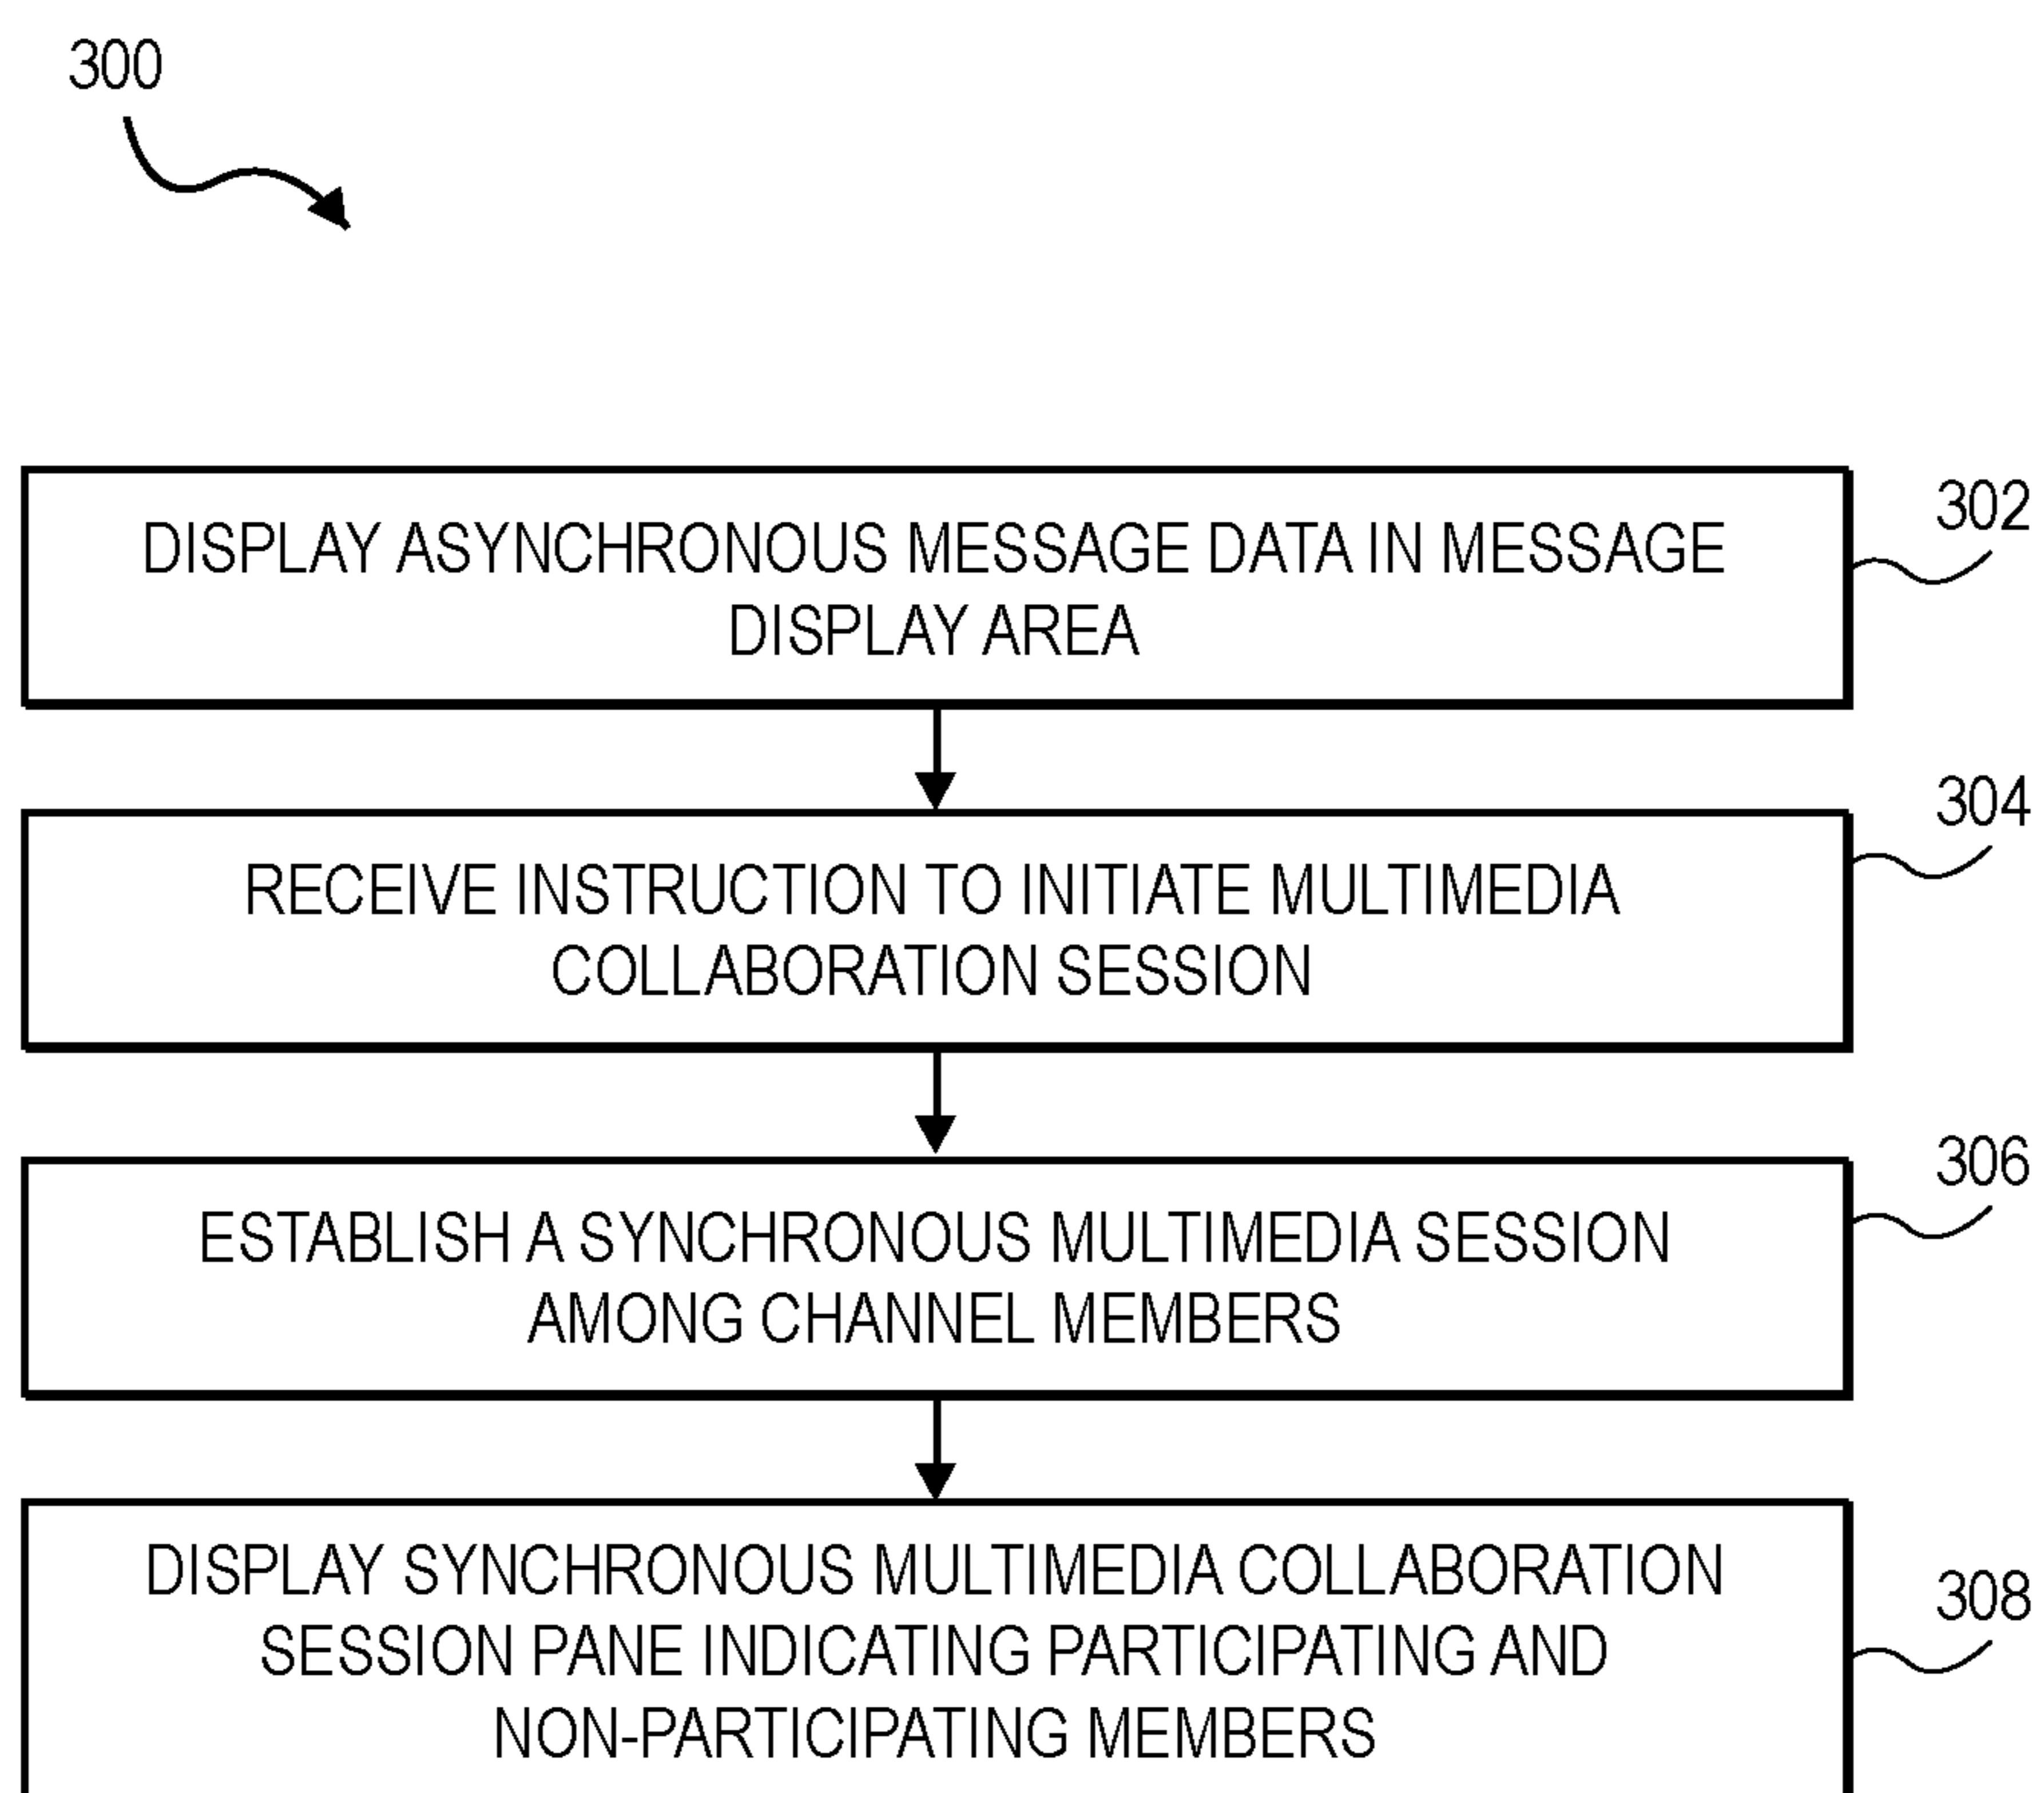 300
302
DISPLAY ASYNCHRONOUS MESSAGE DATA IN MESSAGE
DISPLAY AREA
304
RECEIVE INSTRUCTION TO INITIATE MULTIMEDIA
COLLABORATION SESSION
306
ESTABLISH A SYNCHRONOUS MULTIMEDIA SESSION
AMONG CHANNEL MEMBERS
308
DISPLAY SYNCHRONOUS MULTIMEDIA COLLABORATION
SESSION PANE INDICATING PARTICIPATING AND
NON-PARTICIPATING MEMBERS